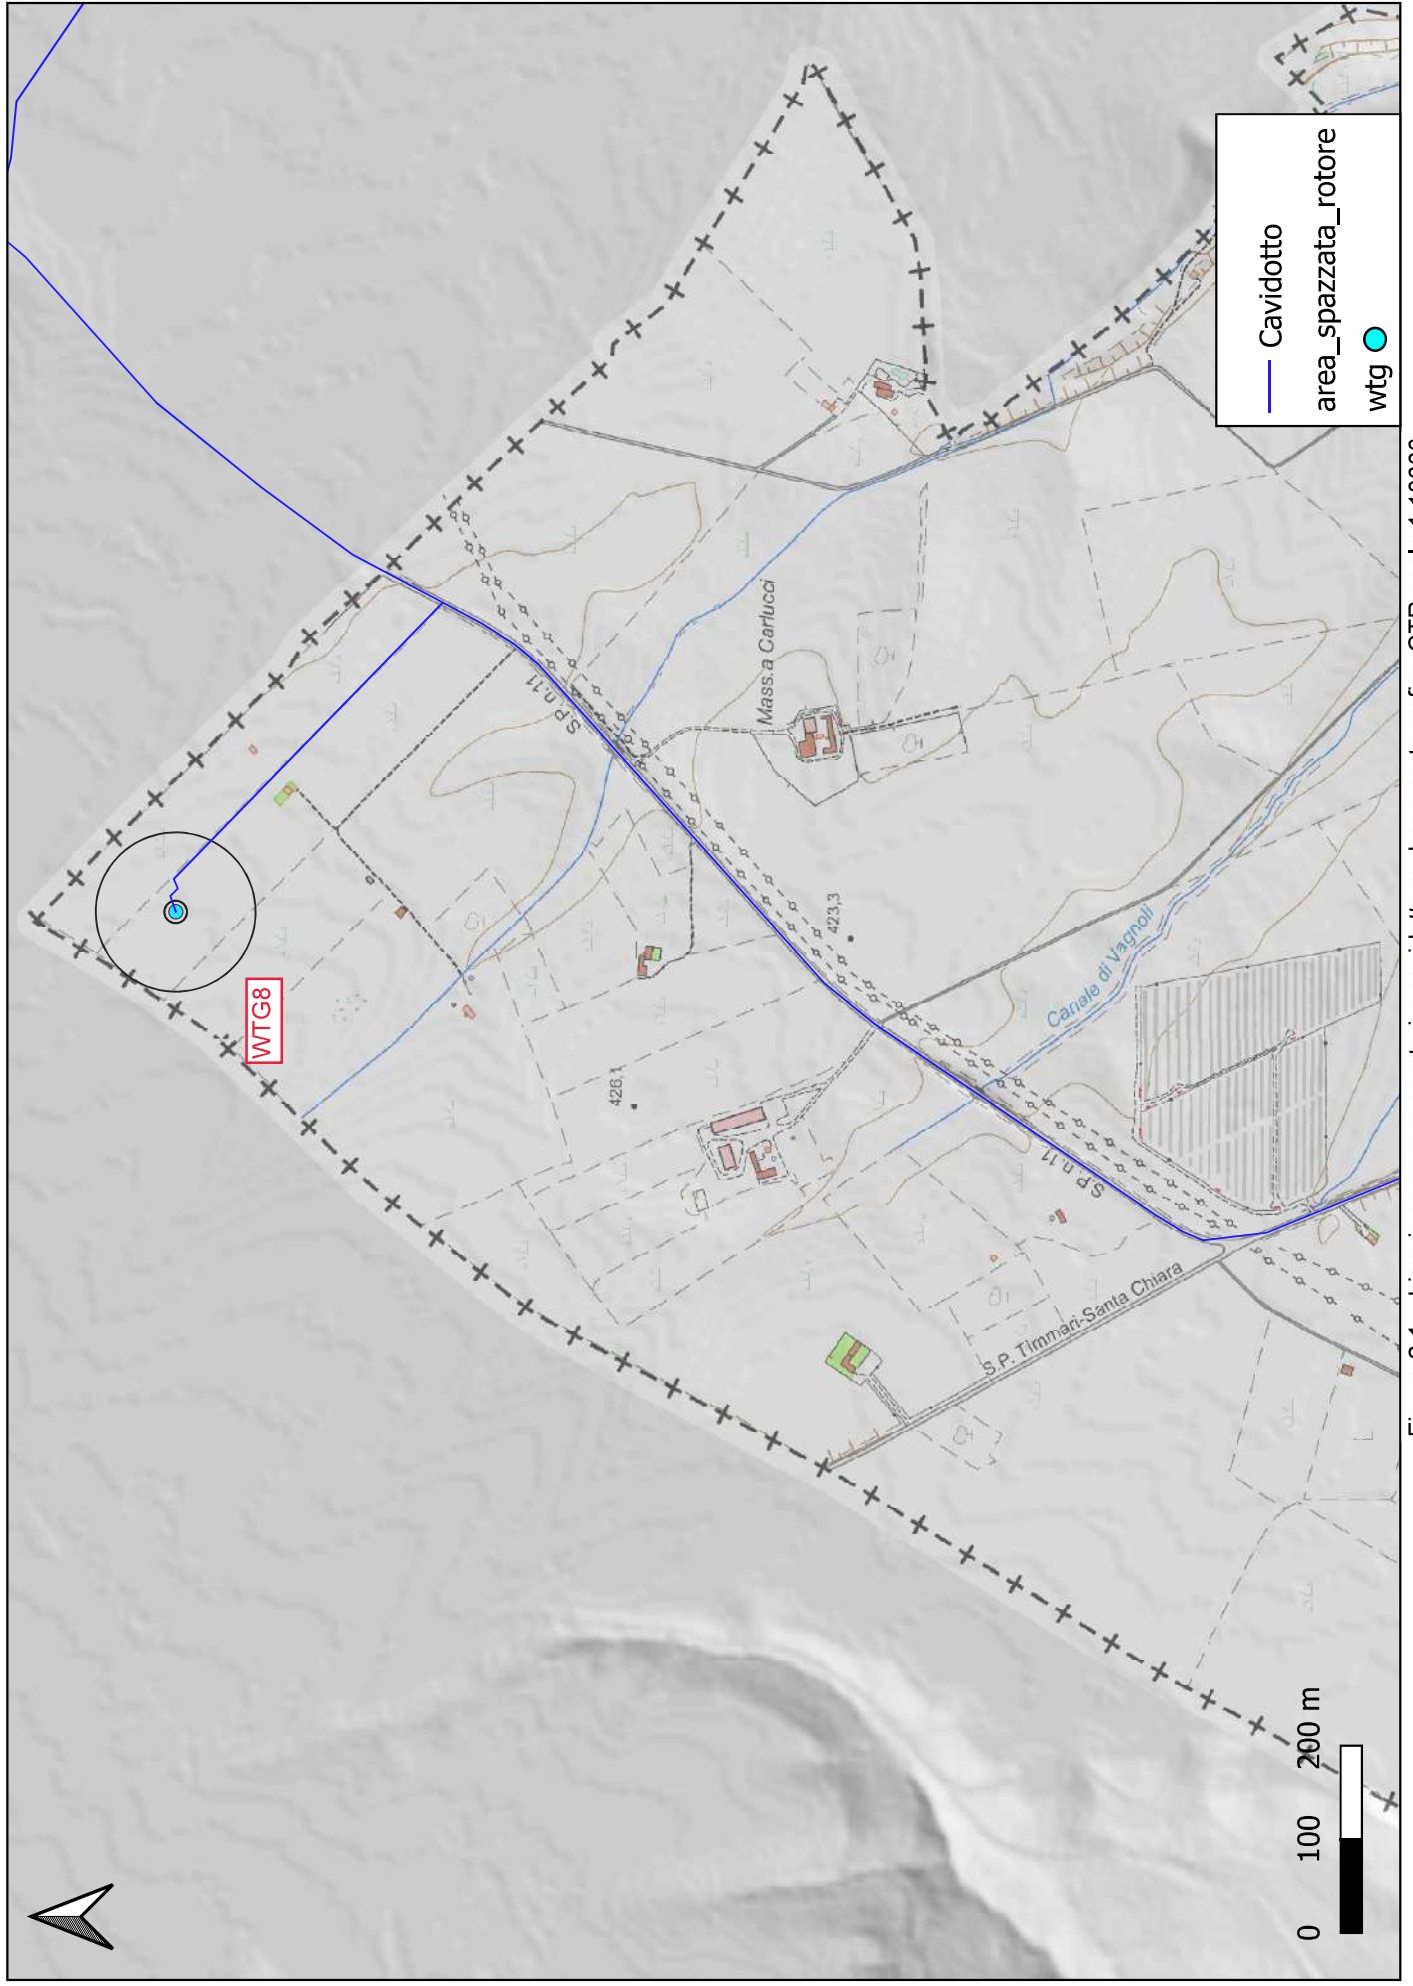 WTG8
S.P. n.11
Mass.a Carlucci
423,3
426,1
Canale di Vagnoli
S.P. n.11
S.P. Timmari-Santa Chiara
Cavidotto
area_spazzata_rotore
wtg
0 100 200 m